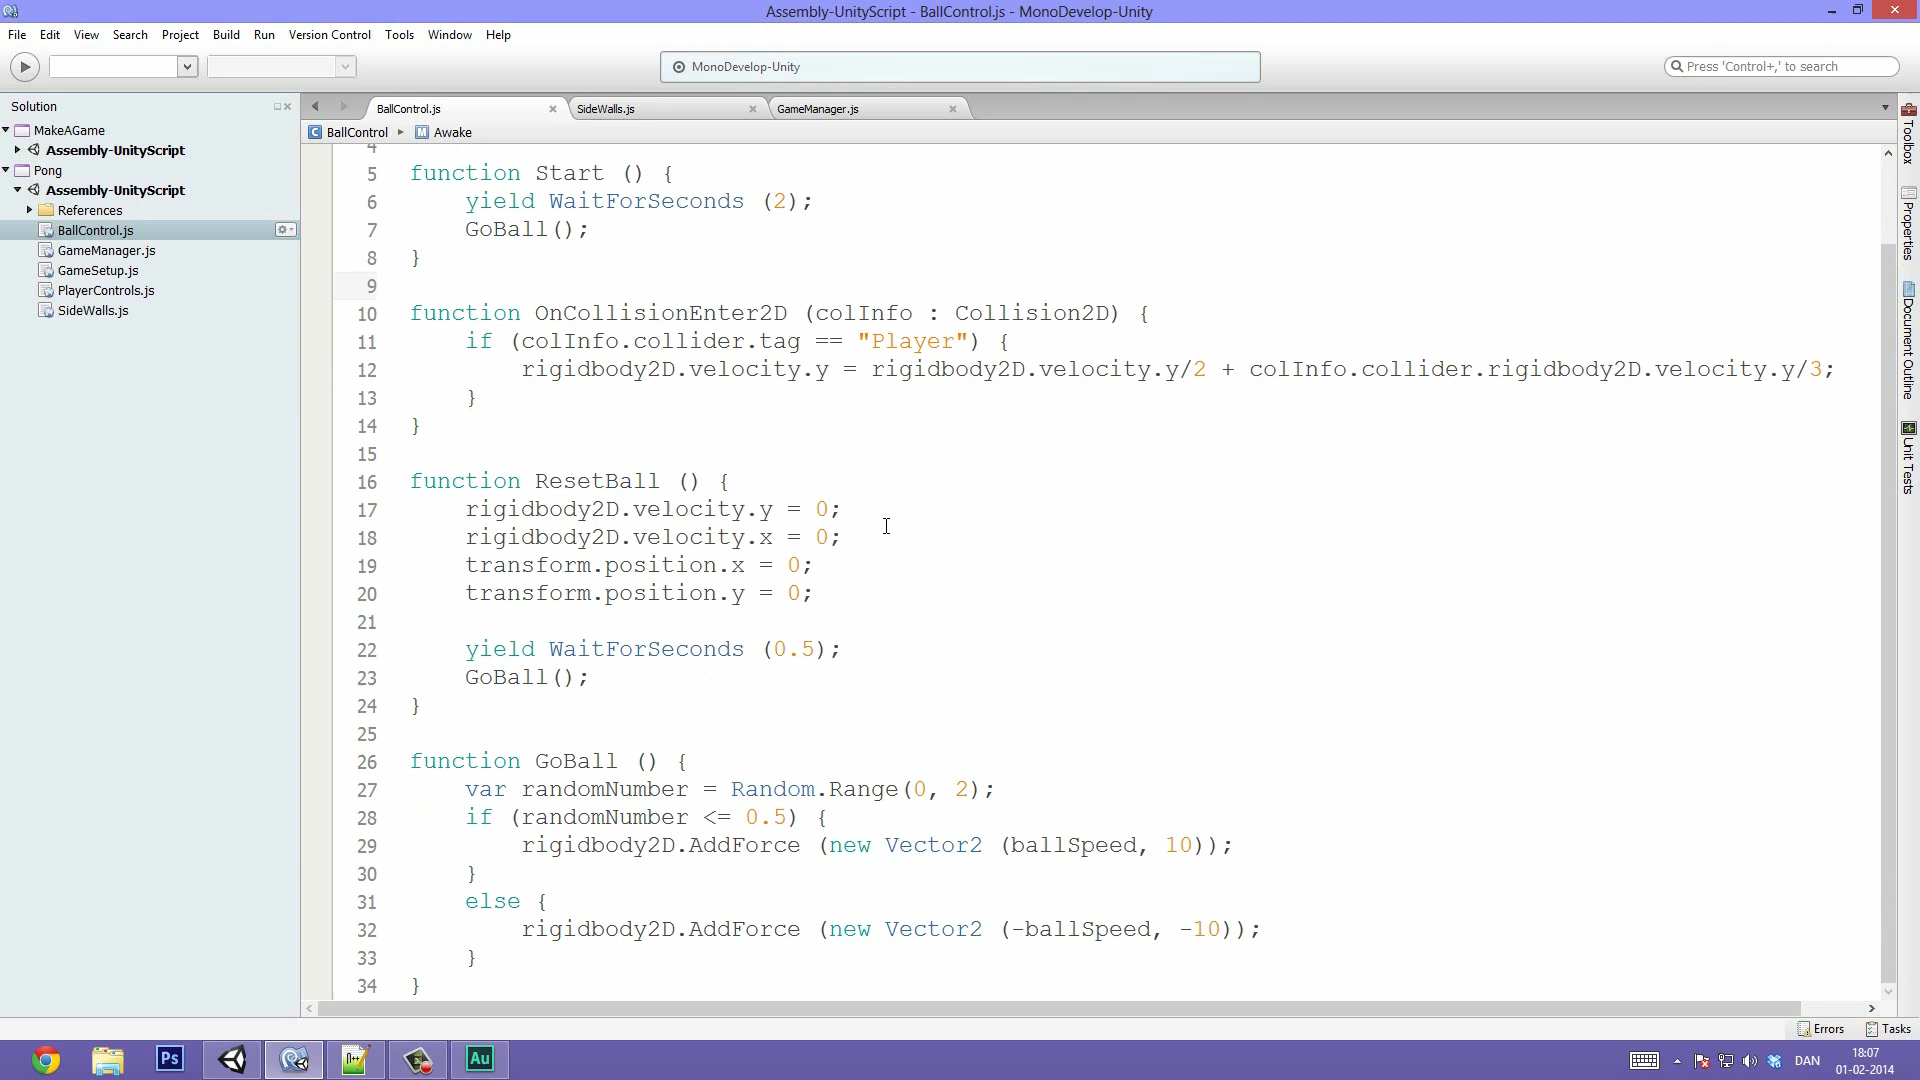 Assembly-UnityScript - BallControl.js - MonoDevelop-Unity
File Edit View Search Project Build Run Version Control Tools Window Help
MonoDevelop-Unity
Press 'Control+,' to search
Solution
MakeAGame
Assembly-UnityScript
Pong
Assembly-UnityScript
References
BallControl.js
GameManager.js
GameSetup.js
PlayerControls.js
SideWalls.js
BallControl.js SideWalls.js GameManager.js
BallControl Awake
4
5 function Start () {
6 yield WaitForSeconds (2);
7 GoBall();
8 }
9
10 function OnCollisionEnter2D (colInfo : Collision2D) {
11 if (colInfo.collider.tag == "Player") {
12 rigidbody2D.velocity.y = rigidbody2D.velocity.y/2 + colInfo.collider.rigidbody2D.velocity.y/3;
13 }
14 }
15
16 function ResetBall () {
17 rigidbody2D.velocity.y = 0;
18 rigidbody2D.velocity.x = 0;
19 transform.position.x = 0;
20 transform.position.y = 0;
21
22 yield WaitForSeconds (0.5);
23 GoBall();
24 }
25
26 function GoBall () {
27 var randomNumber = Random.Range(0, 2);
28 if (randomNumber <= 0.5) {
29 rigidbody2D.AddForce (new Vector2 (ballSpeed, 10));
30 }
31 else {
32 rigidbody2D.AddForce (new Vector2 (-ballSpeed, -10));
33 }
34 }
Toolbox
Properties
Document Outline
Unit Tests
Errors Tasks
Ps
Au
DAN
18:07
01-02-2014